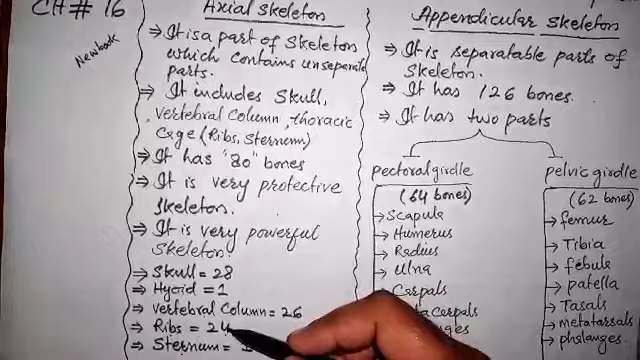 CH # 16
Newbook
Axial Skeleton
⇒ It is a part of Skeleton
which contains unseparate
parts.
⇒ It includes Skull,
Vertebral Column, thoracic
Cage (Ribs, Sternum.)
⇒ It has "80" bones
⇒ It is very protective
Skeleton.
⇒ It is very powerful
Skeleton.
⇒ Skull = 28
⇒ Hyoid = 1
⇒ Vertebral Column = 26
⇒ Ribs = 24
⇒ Sternum =
Appendicular Skeleton
⇒ It is separatable parts of
Skeleton.
⇒ It has 126 bones.
⇒ It has two parts
pectoral girdle
(64 bones)
→ Scapula
→ Humerus
→ Radius
→ Ulna
→ Carpals
pelvic girdle
(62 bones)
→ femur
→ Tibia
→ febula
→ patella
→ Tasals
→ metatarsals
→ phalanges.